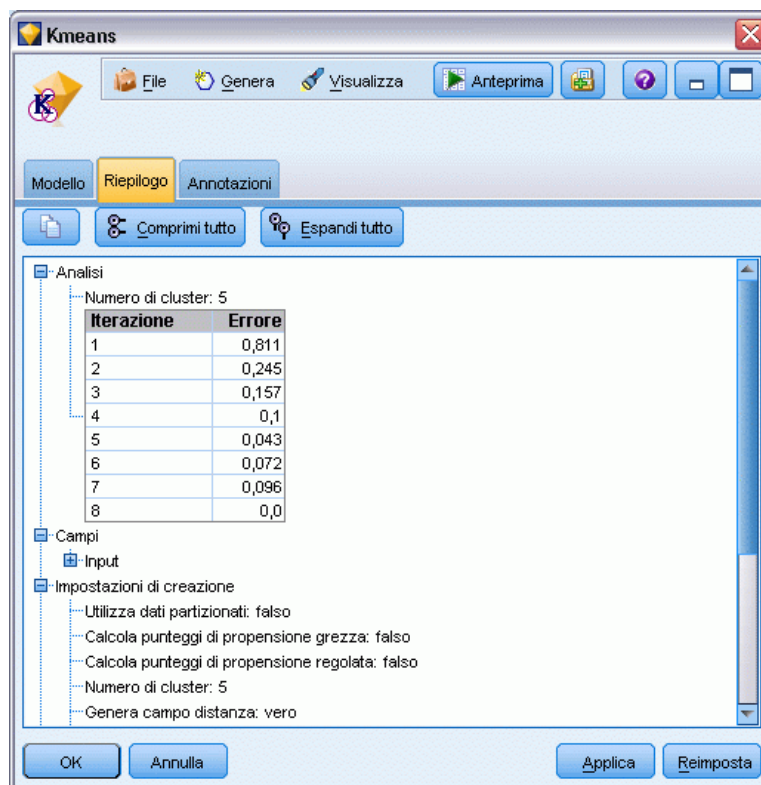 Kmeans
File Genera Visualizza Anteprima
Modello Riepilogo Annotazioni
Comprimi tutto Espandi tutto
Analisi
Numero di cluster: 5
Iterazione Errore
1 0,811
2 0,245
3 0,157
4 0,1
5 0,043
6 0,072
7 0,096
8 0,0
Campi
Input
Impostazioni di creazione
Utilizza dati partizionati: falso
Calcola punteggi di propensione grezza: falso
Calcola punteggi di propensione regolata: falso
Numero di cluster: 5
Genera campo distanza: vero
OK Annulla Applica Reimposta